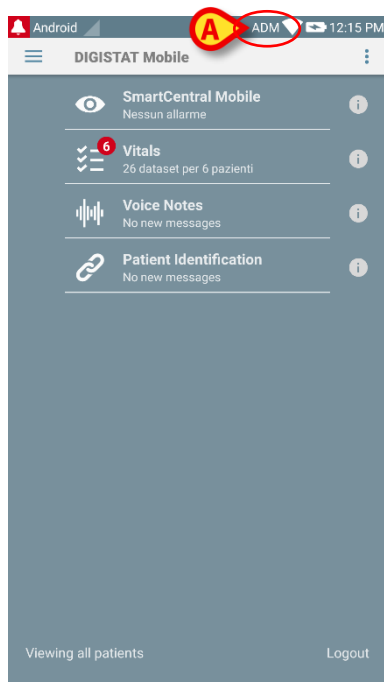 Android
A
ADM
12:15 PM
DIGISTAT Mobile
SmartCentral Mobile
Nessun allarme
6
Vitals
26 dataset per 6 pazienti
Voice Notes
No new messages
Patient Identification
No new messages
Viewing all patients
Logout